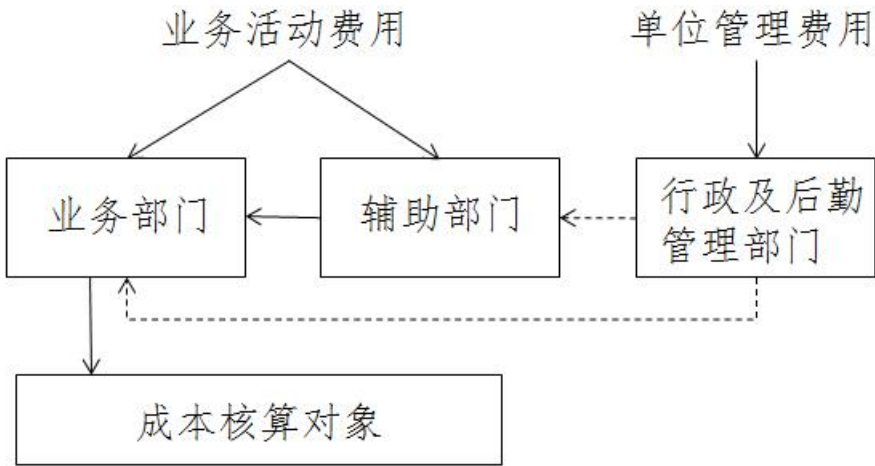 业务活动费用
单位管理费用
业务部门
辅助部门
行政及后勤
管理部门
成本核算对象